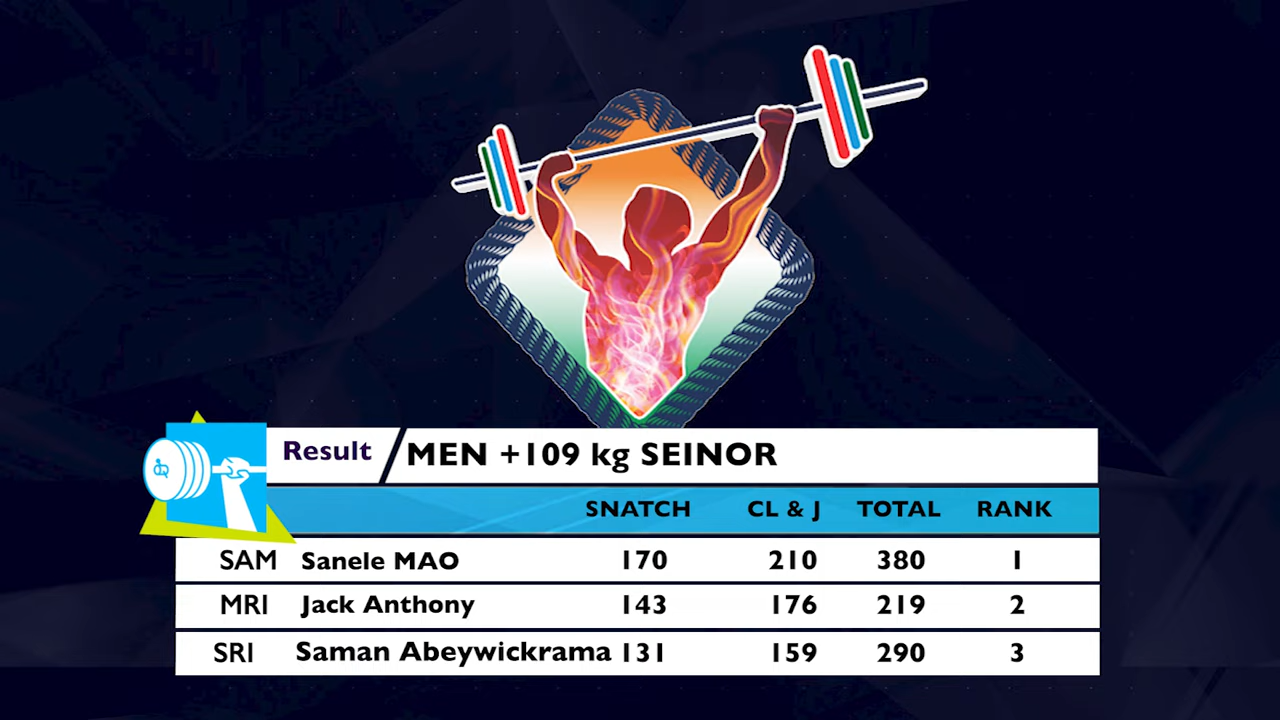 Result MEN +109 kg SEINOR
SNATCH CL & J TOTAL RANK
SAM Sanele MAO 170 210 380 1
MRI Jack Anthony 143 176 219 2
SRI Saman Abeywickrama 131 159 290 3